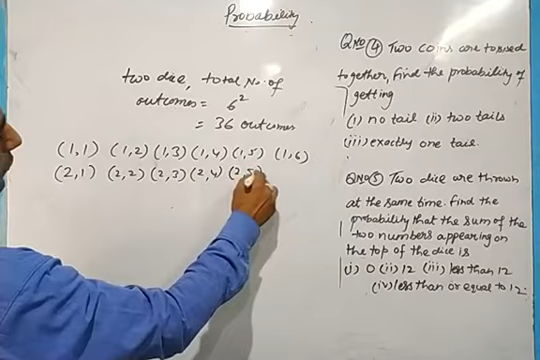 Probability
two dice, total No. of
outcomes = 6²
= 36 outcomes
(1,1) (1,2) (1,3) (1,4) (1,5) (1,6)
(2,1) (2,2) (2,3) (2,4) (2,5)
Q.No ④ Two coins are tossed
together, find the probability of
getting
(i) no tail (ii) two tails
(iii) exactly one tail.
Q.No ⑤ Two dice are thrown
at the same time. find the
probability that the sum of the
two numbers appearing on
the top of the dice is
(i) 0 (ii) 12 (iii) less than 12
(iv) less than or equal to 12.